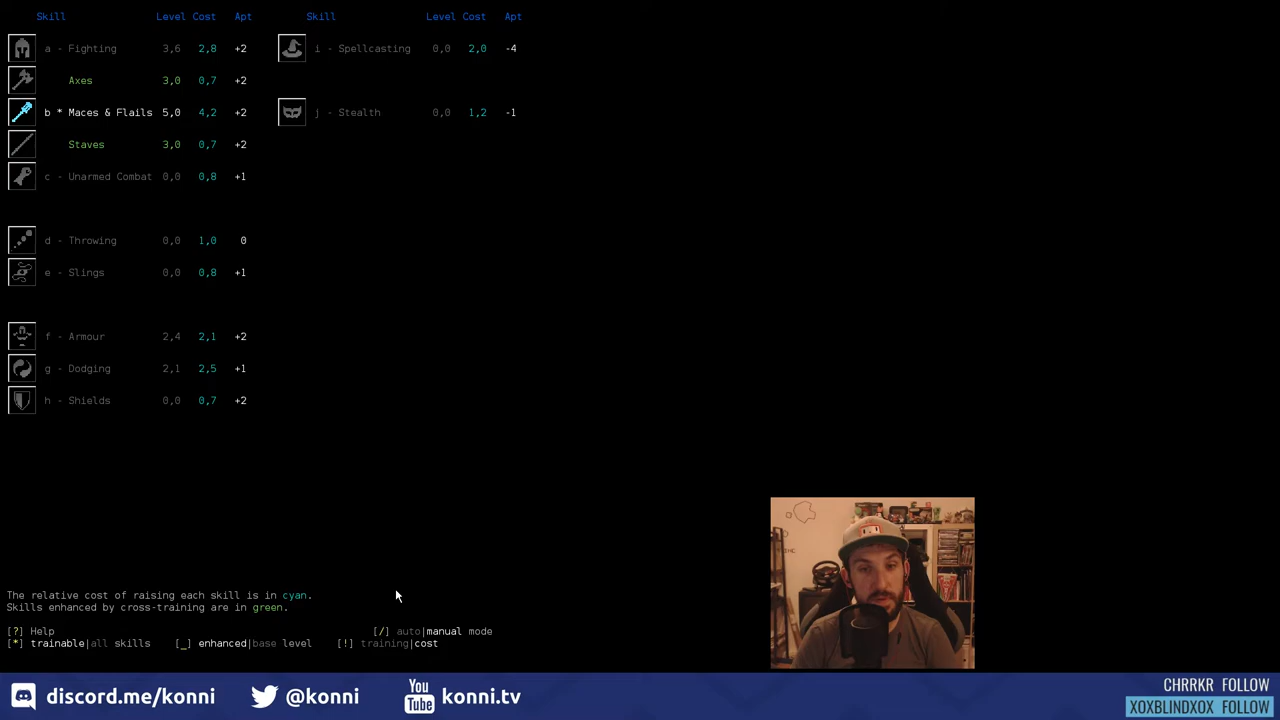 Skill Level Cost Apt Skill Level Cost Apt
a - Fighting 3,6 2,8 +2 i - Spellcasting 0,0 2,0 -4
Axes 3,0 0,7 +2
b * Maces & Flails 5,0 4,2 +2 j - Stealth 0,0 1,2 -1
Staves 3,0 0,7 +2
c - Unarmed Combat 0,0 0,8 +1
d - Throwing 0,0 1,0 0
e - Slings 0,0 0,8 +1
f - Armour 2,4 2,1 +2
g - Dodging 2,1 2,5 +1
h - Shields 0,0 0,7 +2
The relative cost of raising each skill is in cyan.
Skills enhanced by cross-training are in green.
[?] Help [/] auto|manual mode
[*] trainable|all skills [_] enhanced|base level [!] training|cost
discord.me/konni @konni You Tube konni.tv
CHRRKR FOLLOW
XOXBLINDXOX FOLLOW